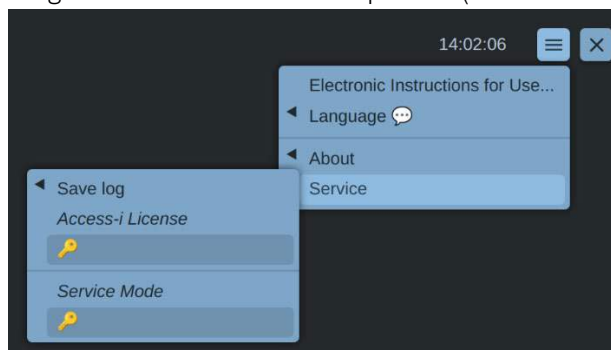 14:02:06
Electronic Instructions for Use...
Language
About
Service
Save log
Access-i License
Service Mode